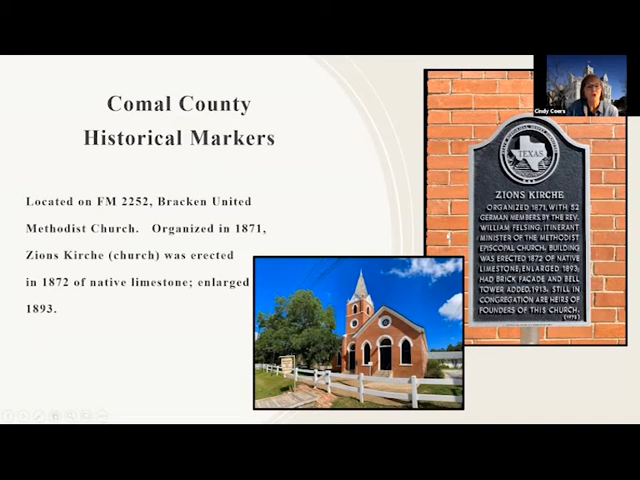 Comal County
Historical Markers
Located on FM 2252, Bracken United
Methodist Church. Organized in 1871,
Zions Kirche (church) was erected
in 1872 of native limestone; enlarged
1893.
Cindy Coers
TEXAS
ZIONS KIRCHE
ORGANIZED 1871, WITH 52
GERMAN MEMBERS, BY THE REV.
WILLIAM FELSING, ITINERANT
MINISTER OF THE METHODIST
EPISCOPAL CHURCH; BUILDING
WAS ERECTED 1872 OF NATIVE
LIMESTONE; ENLARGED 1893;
HAD BRICK FACADE AND BELL
TOWER ADDED, 1913. STILL IN
CONGREGATION ARE HEIRS OF
FOUNDERS OF THIS CHURCH.